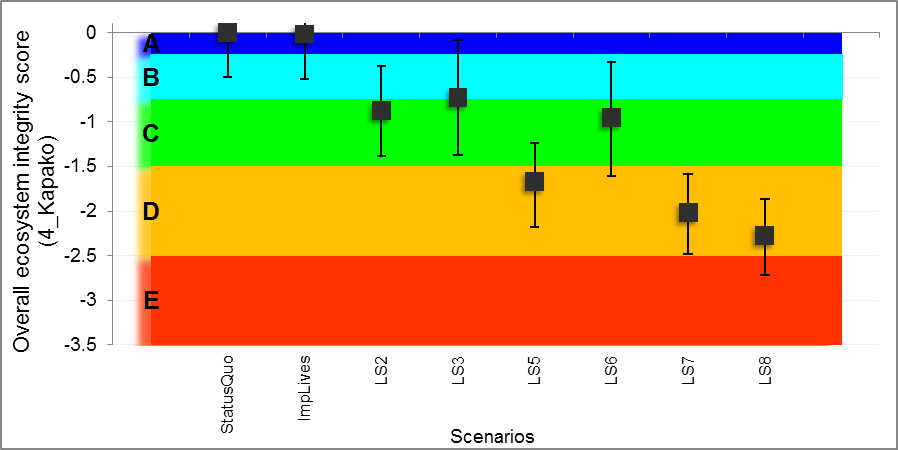 Overall ecosystem integrity score
(4_Kapako)
0
-0.5
-1
-1.5
-2
-2.5
-3
-3.5
A
B
C
D
E
StatusQuo
ImpLives
LS2
LS3
LS5
LS6
LS7
LS8
Scenarios